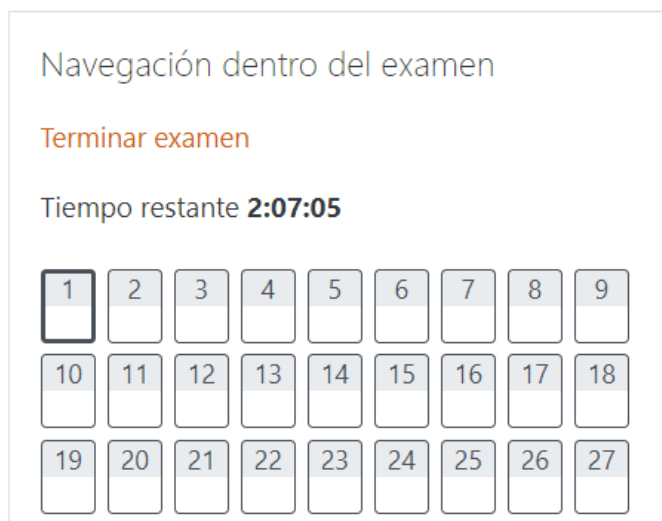 Navegación dentro del examen
Terminar examen
Tiempo restante 2:07:05
1 2 3 4 5 6 7 8 9
10 11 12 13 14 15 16 17 18
19 20 21 22 23 24 25 26 27